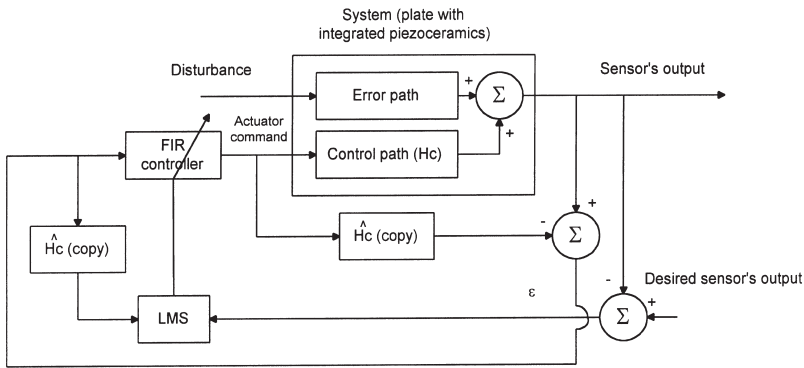 System (plate with
integrated piezoceramics)
Disturbance
Sensor's output
Error path
+
Σ
+
Actuator
command
FIR
controller
Control path (Hc)
Ĥc (copy)
Ĥc (copy)
-
+
Σ
-
Desired sensor's output
+
ε
LMS
Σ